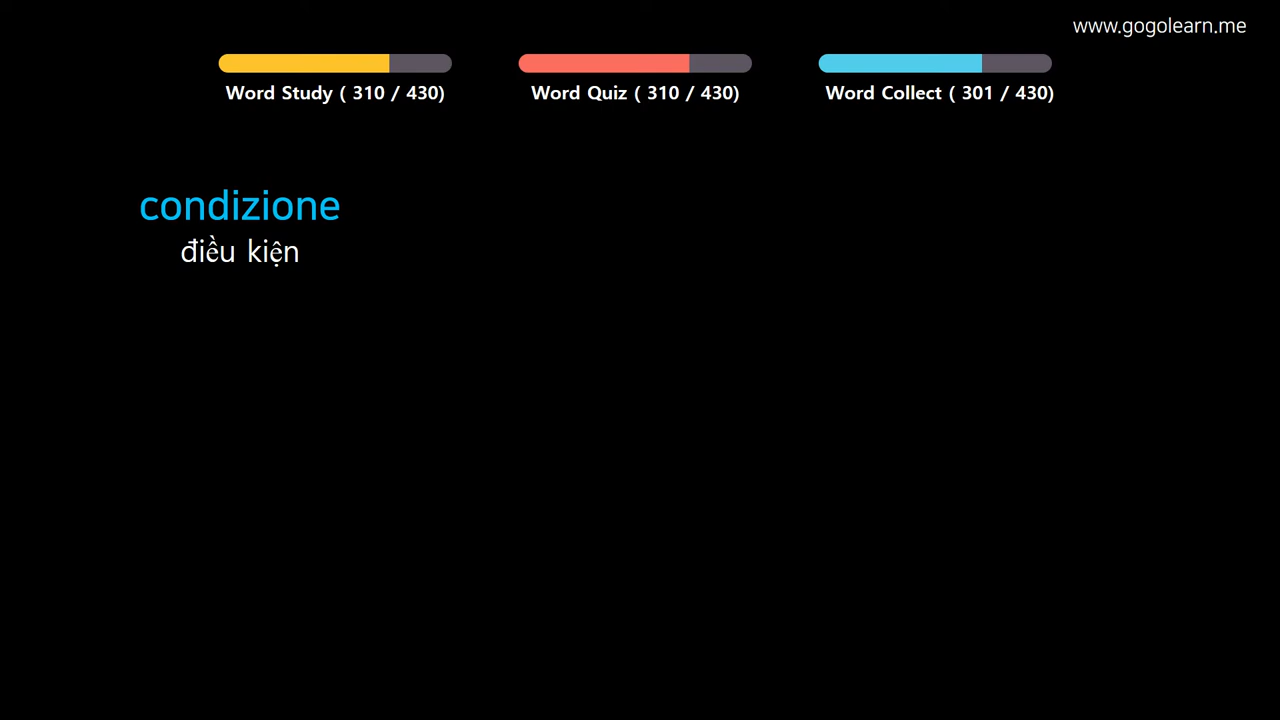 www.gogolearn.me
Word Study ( 310 / 430)
Word Quiz ( 310 / 430)
Word Collect ( 301 / 430)
condizione
điều kiện